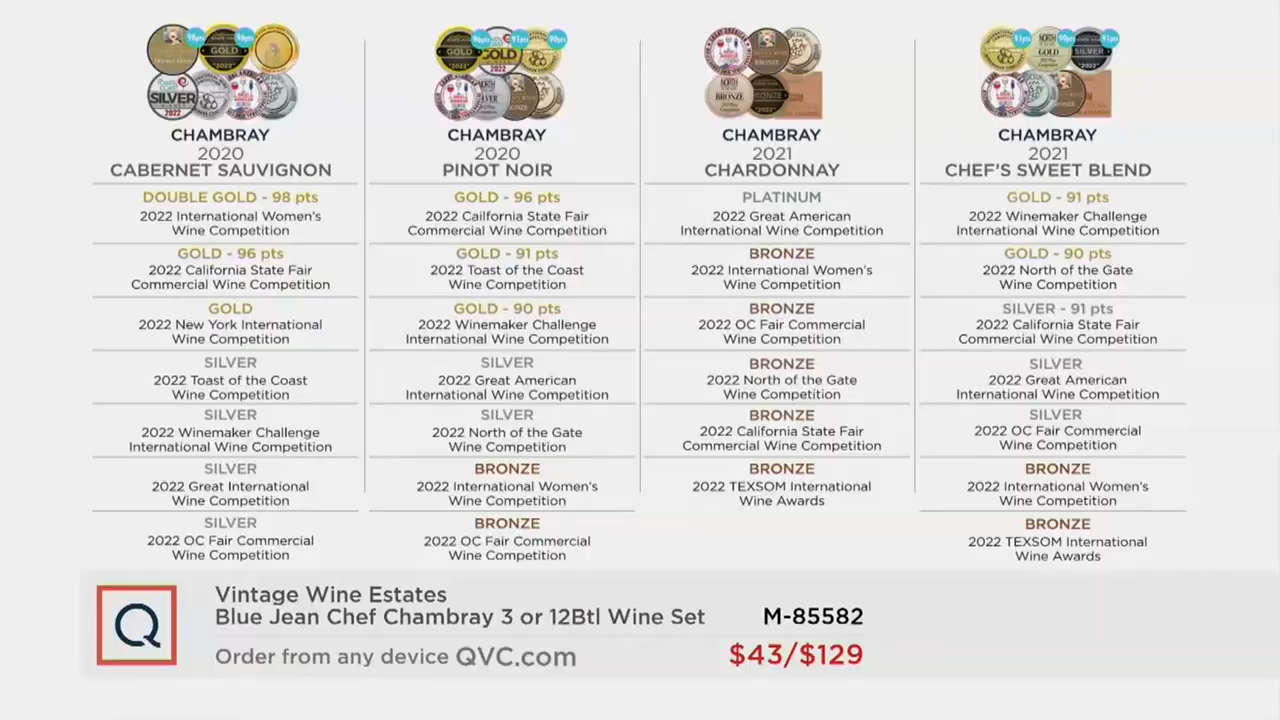 CHAMBRAY
2020
CABERNET SAUVIGNON
DOUBLE GOLD - 98 pts
2022 International Women's
Wine Competition
GOLD - 96 pts
2022 California State Fair
Commercial Wine Competition
GOLD
2022 New York International
Wine Competition
SILVER
2022 Toast of the Coast
Wine Competition
SILVER
2022 Winemaker Challenge
International Wine Competition
SILVER
2022 Great International
Wine Competition
SILVER
2022 OC Fair Commercial
Wine Competition
CHAMBRAY
2020
PINOT NOIR
GOLD - 96 pts
2022 Cailfornia State Fair
Commercial Wine Competition
GOLD - 91 pts
2022 Toast of the Coast
Wine Competition
GOLD - 90 pts
2022 Winemaker Challenge
International Wine Competition
SILVER
2022 Great American
International Wine Competition
SILVER
2022 North of the Gate
Wine Competition
BRONZE
2022 International Women's
Wine Competition
BRONZE
2022 OC Fair Commercial
Wine Competition
CHAMBRAY
2021
CHARDONNAY
PLATINUM
2022 Great American
International Wine Competition
BRONZE
2022 International Women's
Wine Competition
BRONZE
2022 OC Fair Commercial
Wine Competition
BRONZE
2022 North of the Gate
Wine Competition
BRONZE
2022 California State Fair
Commercial Wine Competition
BRONZE
2022 TEXSOM International
Wine Awards
CHAMBRAY
2021
CHEF'S SWEET BLEND
GOLD - 91 pts
2022 Winemaker Challenge
International Wine Competition
GOLD - 90 pts
2022 North of the Gate
Wine Competition
SILVER - 91 pts
2022 California State Fair
Commercial Wine Competition
SILVER
2022 Great American
International Wine Competition
SILVER
2022 OC Fair Commercial
Wine Competition
BRONZE
2022 International Women's
Wine Competition
BRONZE
2022 TEXSOM International
Wine Awards
Q
Vintage Wine Estates
Blue Jean Chef Chambray 3 or 12Btl Wine Set M-85582
Order from any device QVC.com $43/$129